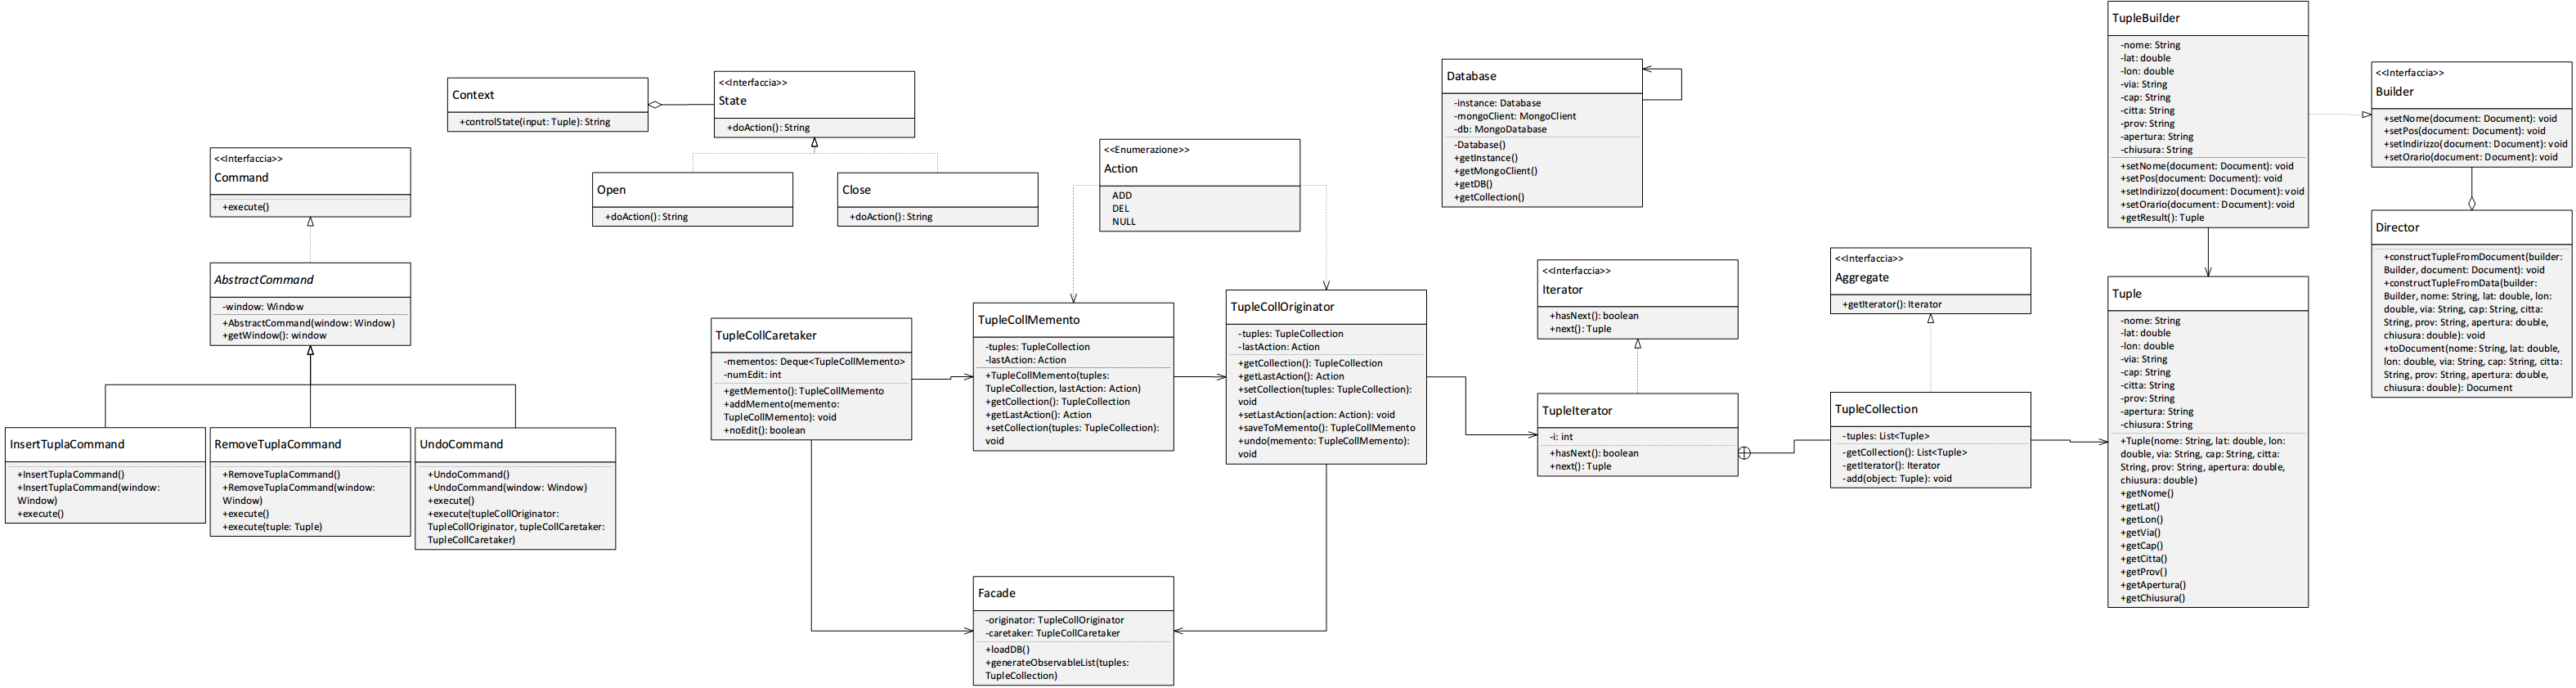 <<Interfaccia>>
Command
+execute()
AbstractCommand
-window: Window
+AbstractCommand(window: Window)
+getWindow(): window
InsertTuplaCommand
+InsertTuplaCommand()
+InsertTuplaCommand(window:
Window)
+execute()
RemoveTuplaCommand
+RemoveTuplaCommand()
+RemoveTuplaCommand(window:
Window)
+execute()
+execute(tuple: Tuple)
UndoCommand
+UndoCommand()
+UndoCommand(window: Window)
+execute()
+execute(tupleCollOriginator:
TupleCollOriginator, tupleCollCaretaker:
TupleCollCaretaker)
Context
+controlState(input: Tuple): String
<<Interfaccia>>
State
+doAction(): String
Open
+doAction(): String
Close
+doAction(): String
<<Enumerazione>>
Action
ADD
DEL
NULL
TupleCollCaretaker
-mementos: Deque<TupleCollMemento>
-numEdit: int
+getMemento(): TupleCollMemento
+addMemento(memento:
TupleCollMemento): void
+noEdit(): boolean
TupleCollMemento
-tuples: TupleCollection
-lastAction: Action
+TupleCollMemento(tuples:
TupleCollection, lastAction: Action)
+getCollection(): TupleCollection
+getLastAction(): Action
+setCollection(tuples: TupleCollection):
void
TupleCollOriginator
-tuples: TupleCollection
-lastAction: Action
+getCollection(): TupleCollection
+getLastAction(): Action
+setCollection(tuples: TupleCollection):
void
+setLastAction(action: Action): void
+saveToMemento(): TupleCollMemento
+undo(memento: TupleCollMemento):
void
Facade
-originator: TupleCollOriginator
-caretaker: TupleCollCaretaker
+loadDB()
+generateObservableList(tuples:
TupleCollection)
Database
-instance: Database
-mongoClient: MongoClient
-db: MongoDatabase
-Database()
+getInstance()
+getMongoClient()
+getDB()
+getCollection()
<<Interfaccia>>
Iterator
+hasNext(): boolean
+next(): Tuple
TupleIterator
-i: int
+hasNext(): boolean
+next(): Tuple
<<Interfaccia>>
Aggregate
+getIterator(): Iterator
TupleCollection
-tuples: List<Tuple>
-getCollection(): List<Tuple>
-getIterator(): Iterator
-add(object: Tuple): void
TupleBuilder
-nome: String
-lat: double
-lon: double
-via: String
-cap: String
-citta: String
-prov: String
-apertura: String
-chiusura: String
+setNome(document: Document): void
+setPos(document: Document): void
+setIndirizzo(document: Document): void
+setOrario(document: Document): void
+getResult(): Tuple
Tuple
-nome: String
-lat: double
-lon: double
-via: String
-cap: String
-citta: String
-prov: String
-apertura: String
-chiusura: String
+Tuple(nome: String, lat: double, lon:
double, via: String, cap: String, citta:
String, prov: String, apertura: double,
chiusura: double)
+getNome()
+getLat()
+getLon()
+getVia()
+getCap()
+getCitta()
+getProv()
+getApertura()
+getChiusura()
<<Interfaccia>>
Builder
+setNome(document: Document): void
+setPos(document: Document): void
+setIndirizzo(document: Document): void
+setOrario(document: Document): void
Director
+constructTupleFromDocument(builder:
Builder, document: Document): void
+constructTupleFromData(builder:
Builder, nome: String, lat: double, lon:
double, via: String, cap: String, citta:
String, prov: String, apertura: double,
chiusura: double): void
+toDocument(nome: String, lat: double,
lon: double, via: String, cap: String, citta:
String, prov: String, apertura: double,
chiusura: double): Document